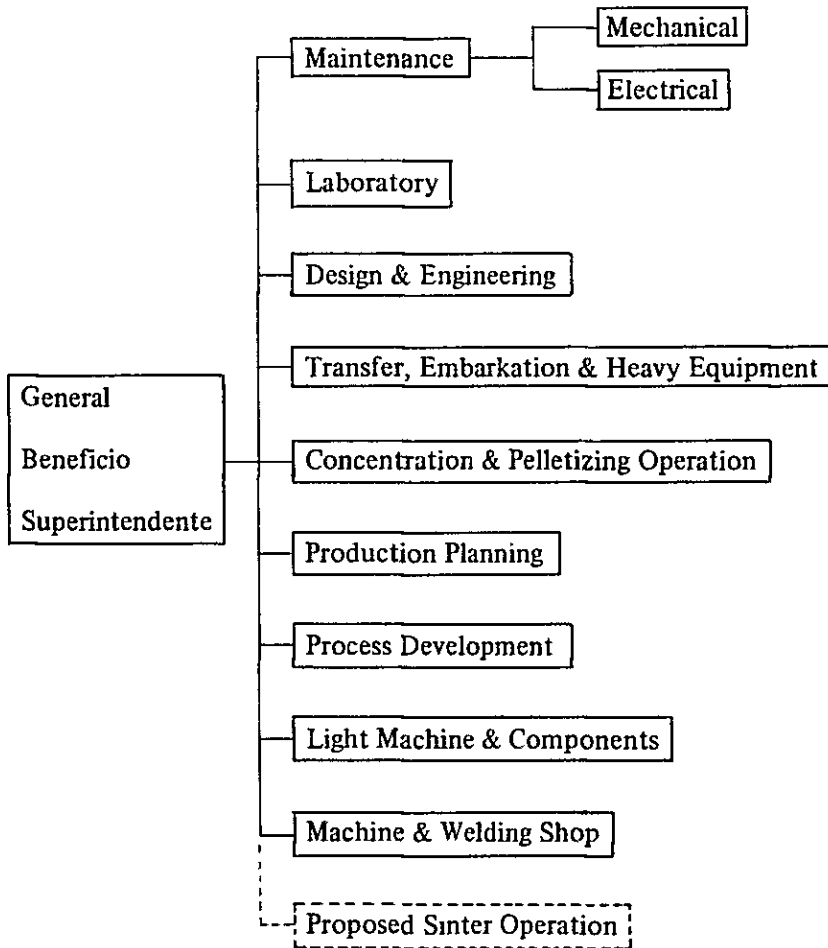 Mechanical
Maintenance
Electrical
Laboratory
Design & Engineering
Transfer, Embarkation & Heavy Equipment
General
Beneficio
Superintendente
Concentration & Pelletizing Operation
Production Planning
Process Development
Light Machine & Components
Machine & Welding Shop
Proposed Sinter Operation